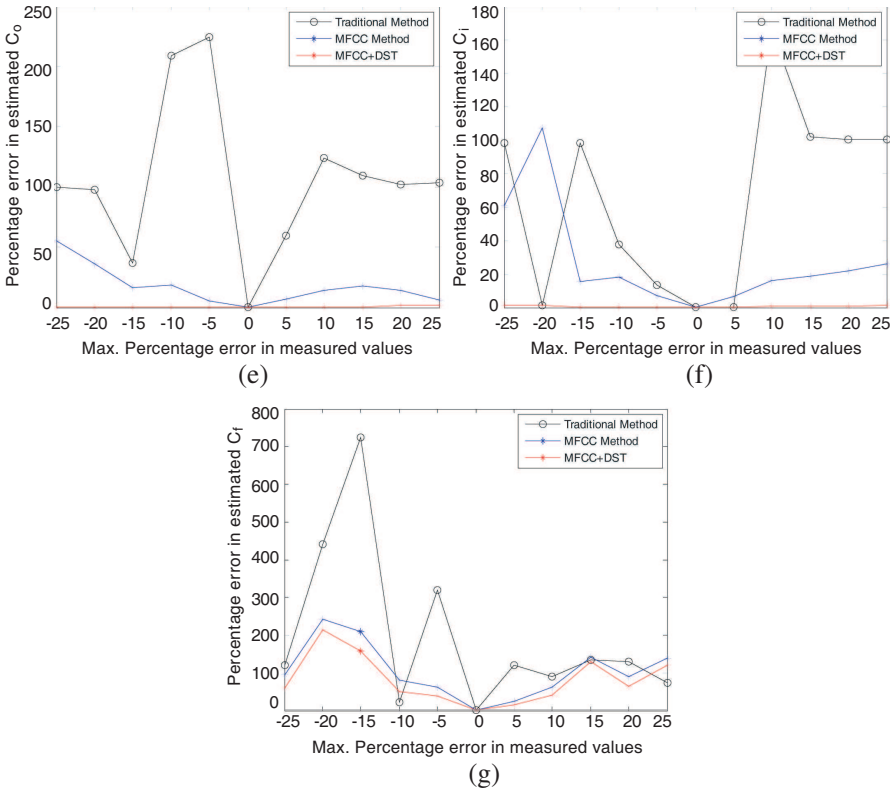 Percentage error in estimated Co
250
150
150
100
50
0
-25 -20 -15 -10 -5 0 5 10 15 20 25
Max. Percentage error in measured values
Traditional Method
MFCC Method
MFCC+DST
(e)
Percentage error in estimated Ci
180
160
140
120
100
80
60
40
20
0
-25 -20 -15 -10 -5 0 5 10 15 20 25
Max. Percentage error in measured values
Traditional Method
MFCC Method
MFCC+DST
(f)
Percentage error in estimated Cf
800
700
600
500
400
300
200
100
0
-25 -20 -15 -10 -5 0 5 10 15 20 25
Max. Percentage error in measured values
Traditional Method
MFCC Method
MFCC+DST
(g)